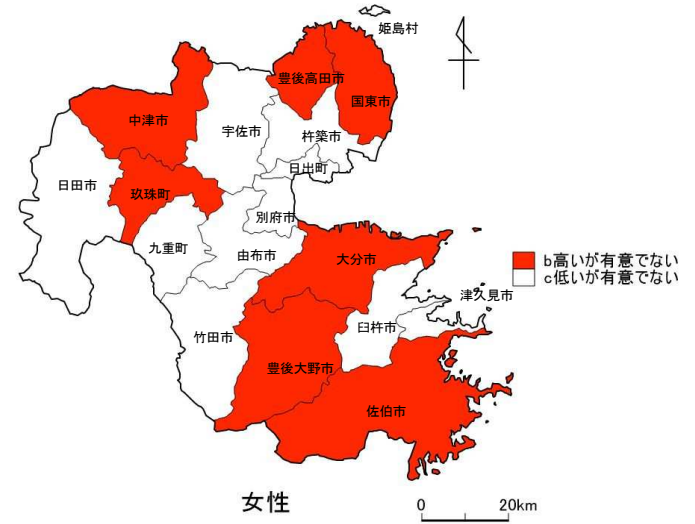 姫島村
豊後高田市
国東市
中津市
宇佐市
杵築市
日出町
日田市
玖珠町
別府市
九重町
由布市
大分市
b高いが有意でない
c低いが有意でない
津久見市
臼杵市
竹田市
豊後大野市
佐伯市
女性
0 20km